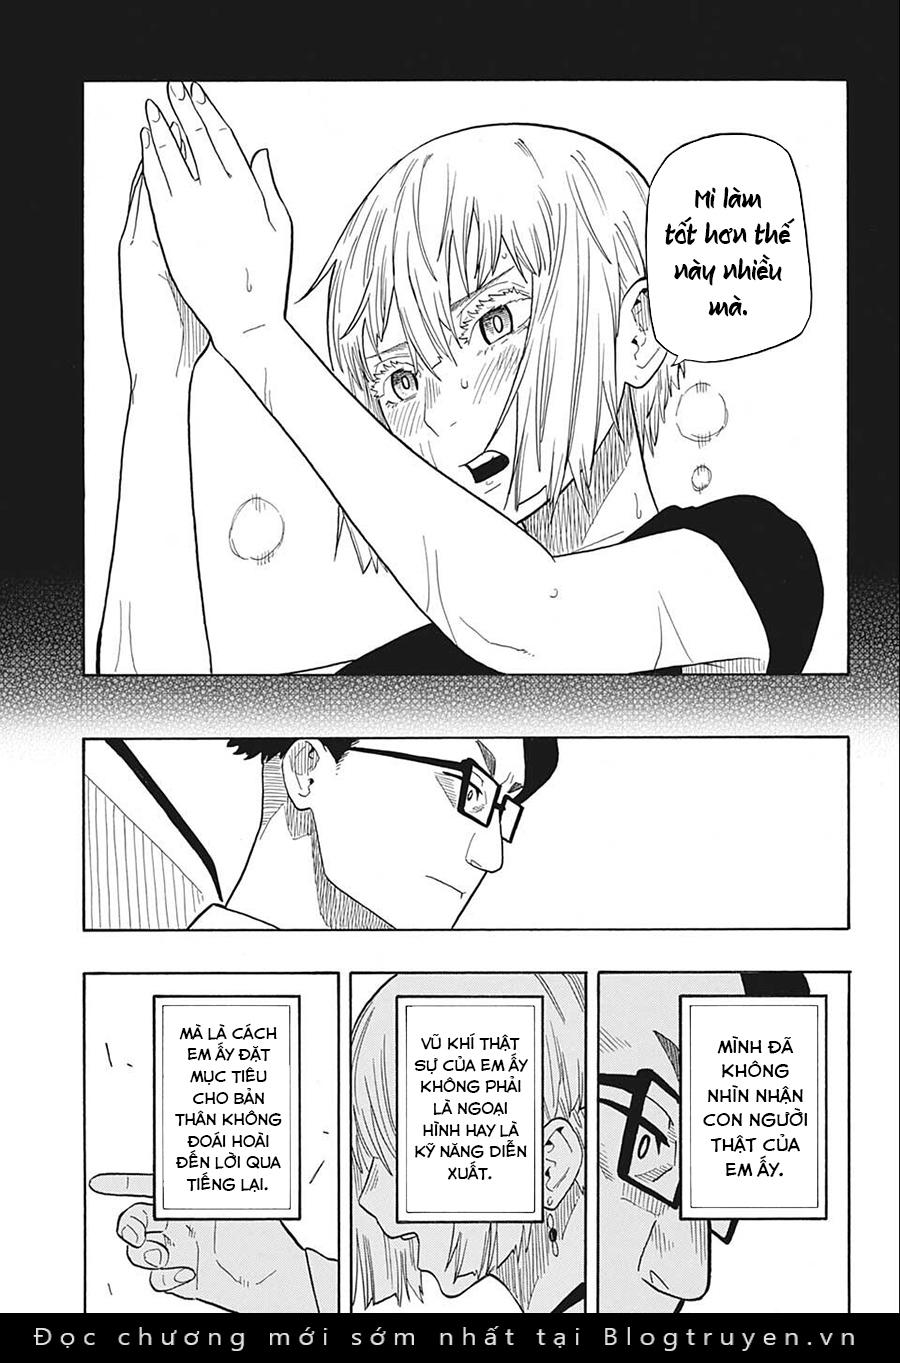 Mi làm
tốt hơn thế
này nhiều
mà.
MÌNH ĐÃ
KHÔNG
NHÌN NHẬN
CON NGƯỜI
THẬT CỦA
EM ẤY.
VŨ KHÍ THẬT
SỰ CỦA EM ẤY
KHÔNG PHẢI
LÀ NGOẠI
HÌNH HAY LÀ
KỸ NĂNG DIỄN
XUẤT.
MÀ LÀ CÁCH
EM ẤY ĐẶT
MỤC TIÊU
CHO BẢN
THÂN KHÔNG
ĐOÁI HOÀI
ĐẾN LỜI QUA
TIẾNG LẠI.
Đọc chương mới sớm nhất tại Blogtruyen.vn